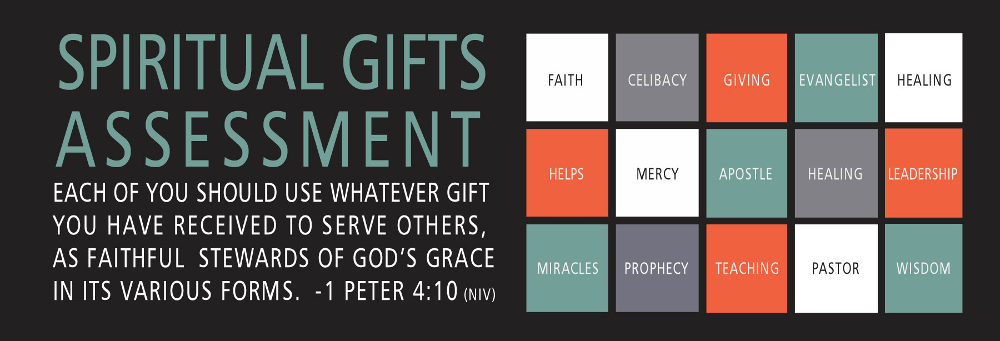 SPIRITUAL GIFTS
ASSESSMENT
EACH OF YOU SHOULD USE WHATEVER GIFT
YOU HAVE RECEIVED TO SERVE OTHERS,
AS FAITHFUL STEWARDS OF GOD'S GRACE
IN ITS VARIOUS FORMS. -1 PETER 4:10 (NIV)
FAITH CELIBACY GIVING EVANGELIST HEALING
HELPS MERCY APOSTLE HEALING LEADERSHIP
MIRACLES PROPHECY TEACHING PASTOR WISDOM